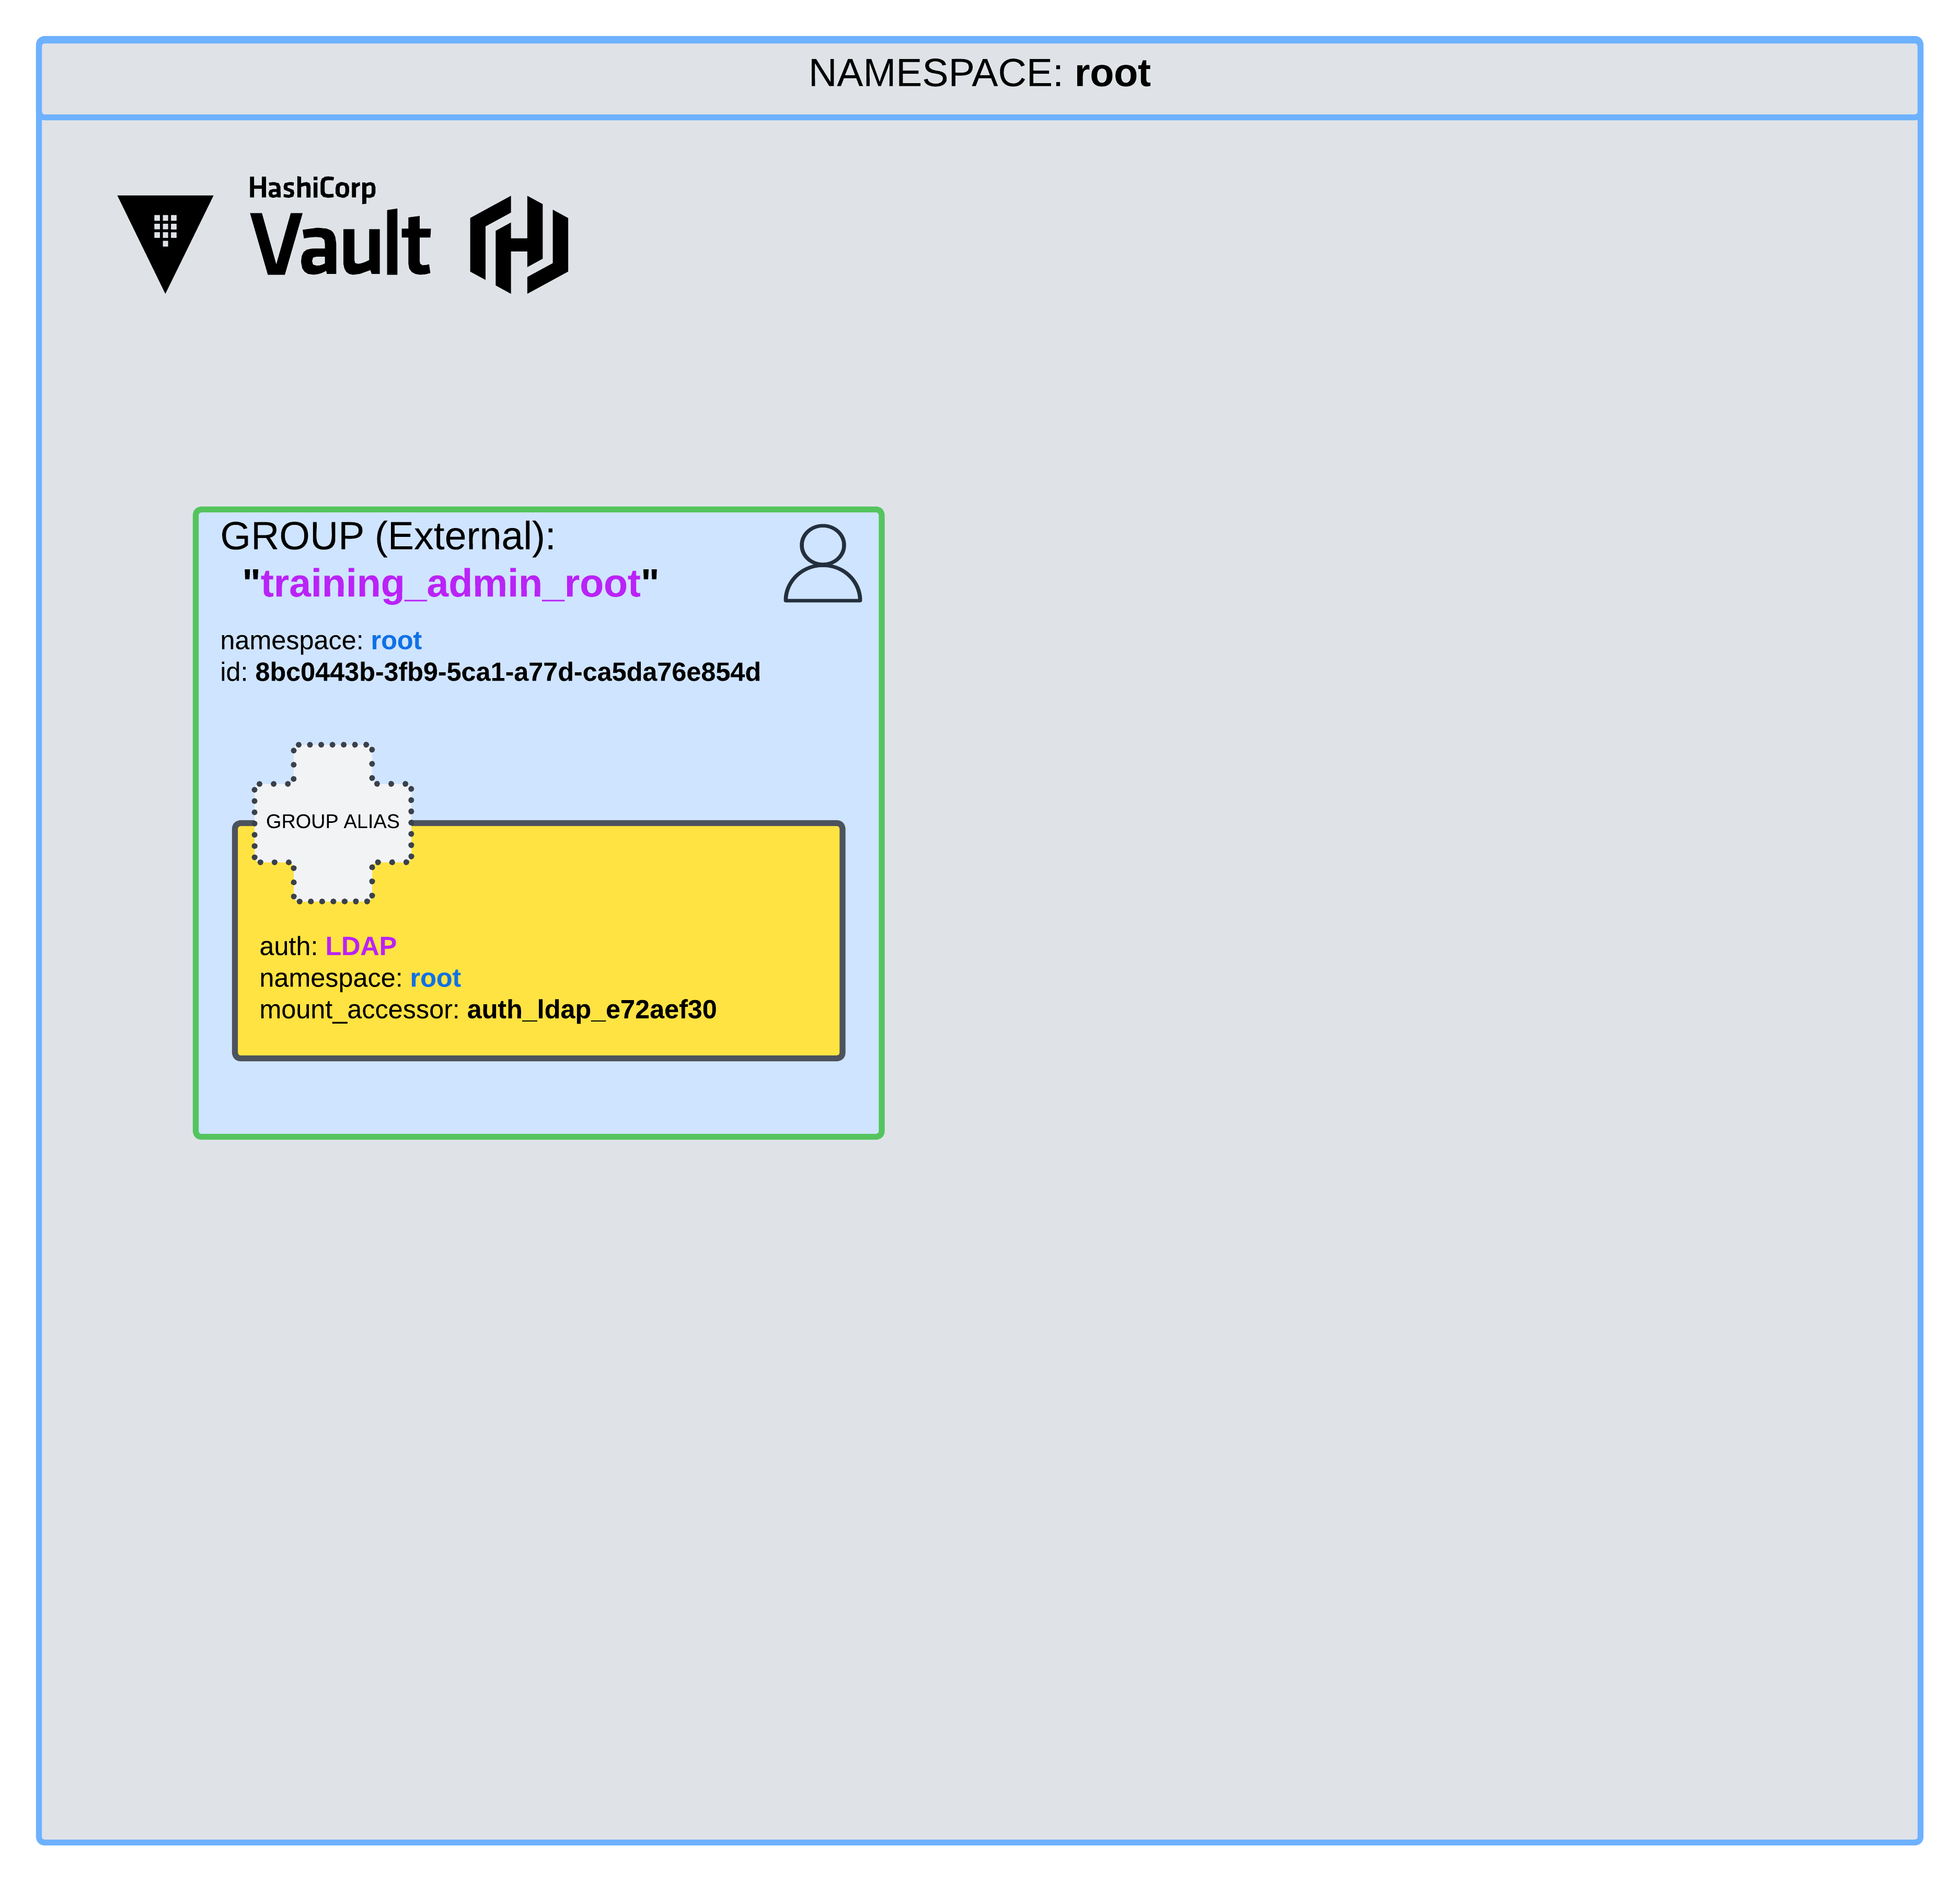 NAMESPACE: root
HashiCorp
Vault
GROUP (External):
"training_admin_root"
namespace: root
id: 8bc0443b-3fb9-5ca1-a77d-ca5da76e854d
GROUP ALIAS
auth: LDAP
namespace: root
mount_accessor: auth_ldap_e72aef30